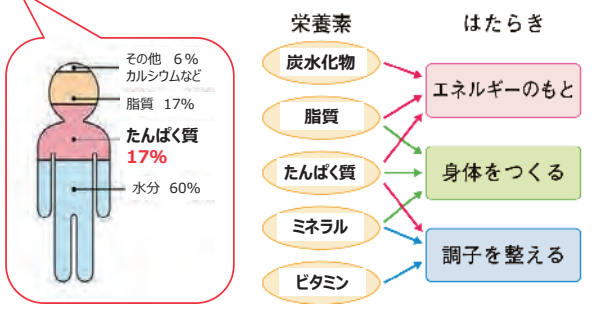 その他 6%
カルシウムなど
脂質 17%
たんぱく質
17%
水分 60%
栄養素
はたらき
炭水化物
脂質
たんぱく質
ミネラル
ビタミン
エネルギーのもと
身体をつくる
調子を整える